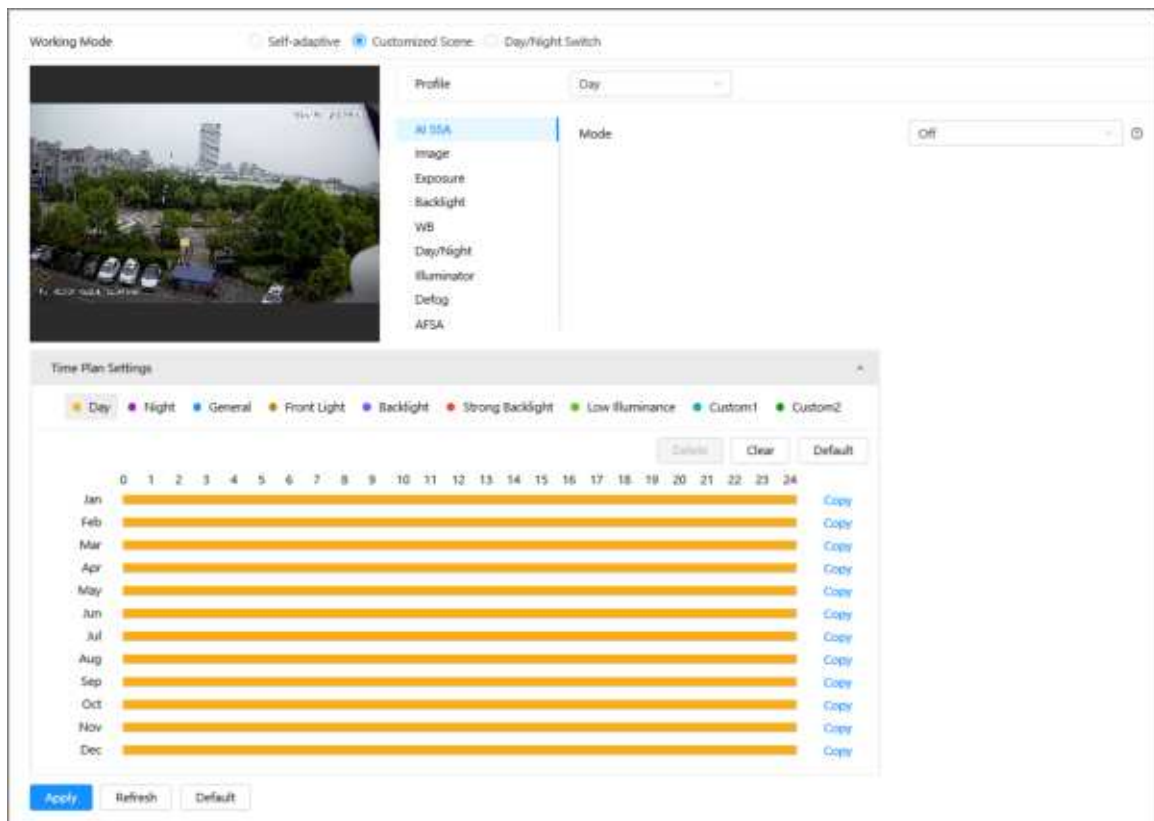 Working Mode Self-adaptive Customized Scene Day/Night Switch
Profile Day
AI SSA Mode Off
Image
Exposure
Backlight
WB
Day/Night
Illuminator
Defog
AFSA
Time Plan Settings
Day Night General Front Light Backlight Strong Backlight Low Illuminance Custom1 Custom2
Delete Clear Default
0 1 2 3 4 5 6 7 8 9 10 11 12 13 14 15 16 17 18 19 20 21 22 23 24
Jan Copy
Feb Copy
Mar Copy
Apr Copy
May Copy
Jun Copy
Jul Copy
Aug Copy
Sep Copy
Oct Copy
Nov Copy
Dec Copy
Apply Refresh Default